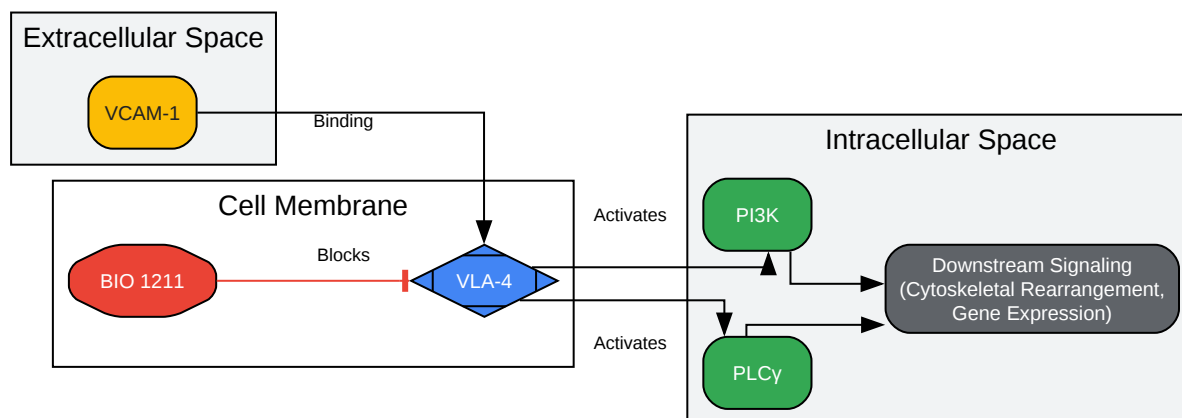 Extracellular Space
VCAM-1
Binding
Cell Membrane
BIO 1211
Blocks
VLA-4
Activates
Activates
Intracellular Space
PI3K
PLCγ
Downstream Signaling
(Cytoskeletal Rearrangement,
Gene Expression)